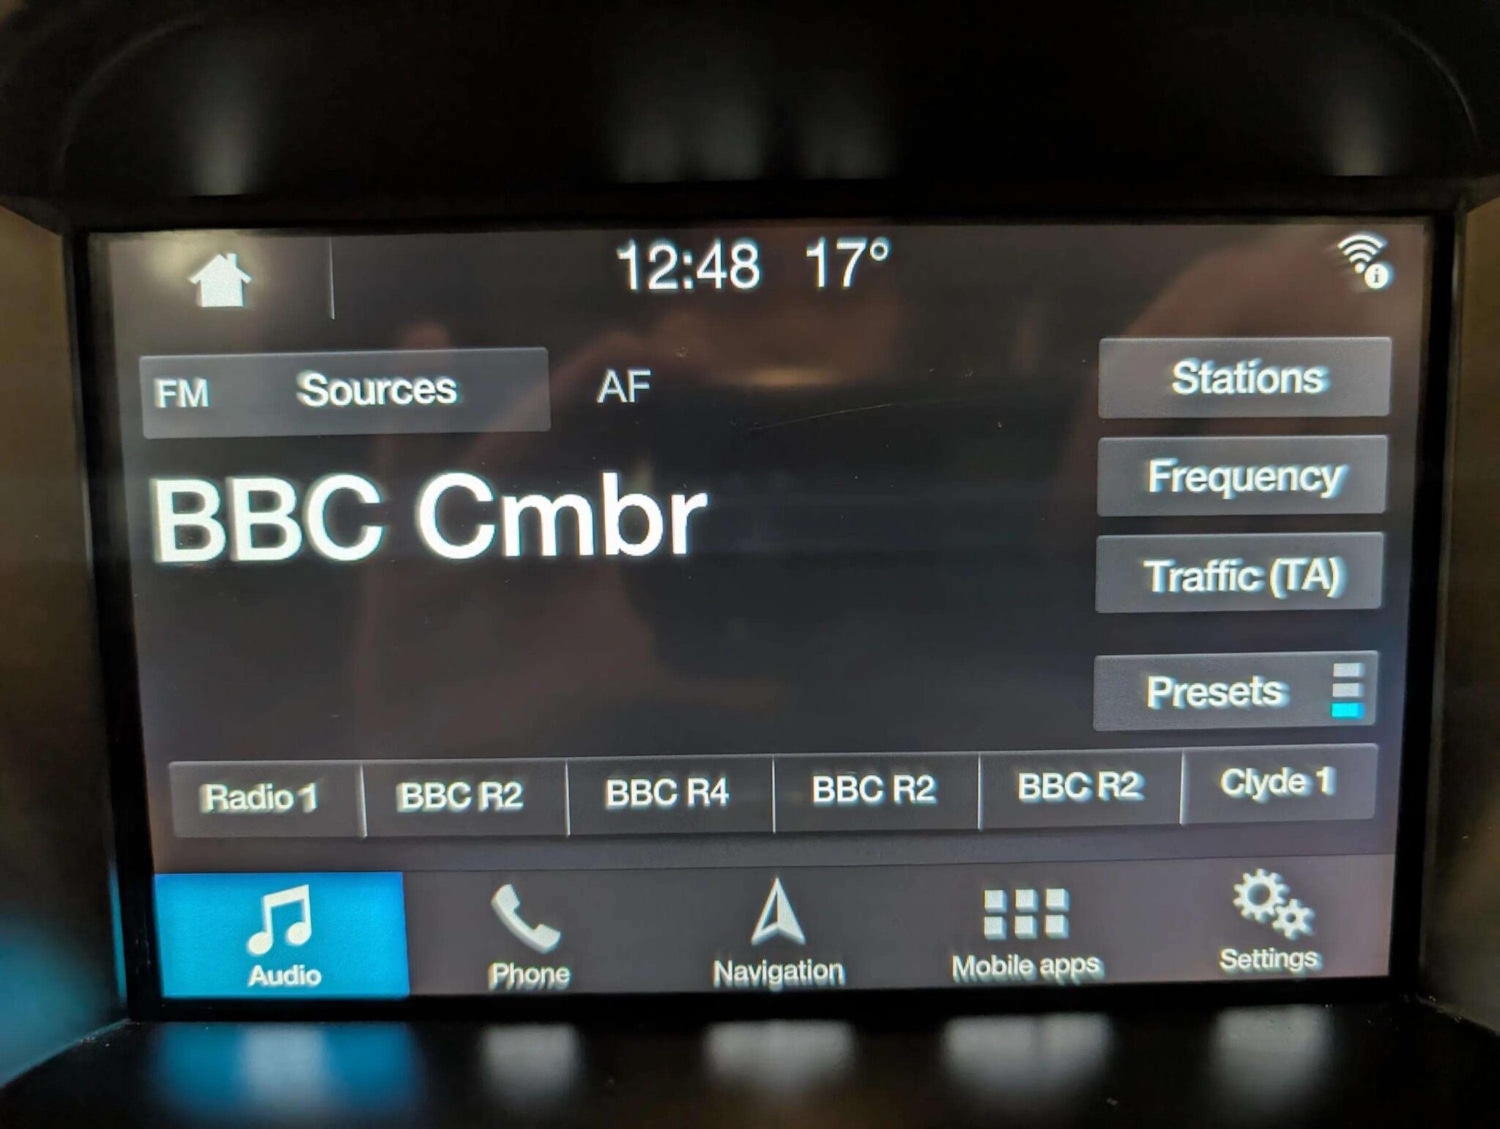 12:48 17°
FM Sources AF
Stations
Frequency
BBC Cmbr
Traffic (TA)
Presets
Radio 1 BBC R2 BBC R4 BBC R2 BBC R2 Clyde 1
Audio Phone Navigation Mobile apps Settings